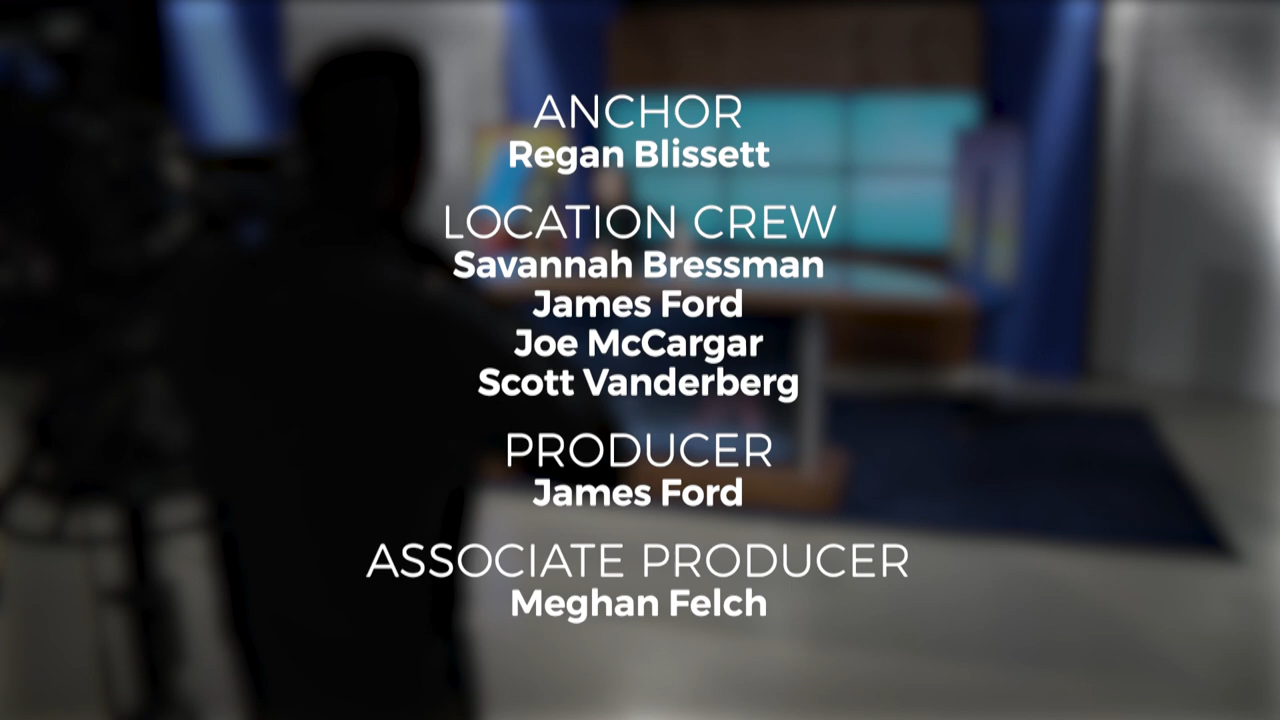 ANCHOR
Regan Blissett
LOCATION CREW
Savannah Bressman
James Ford
Joe McCargar
Scott Vanderberg
PRODUCER
James Ford
ASSOCIATE PRODUCER
Meghan Felch